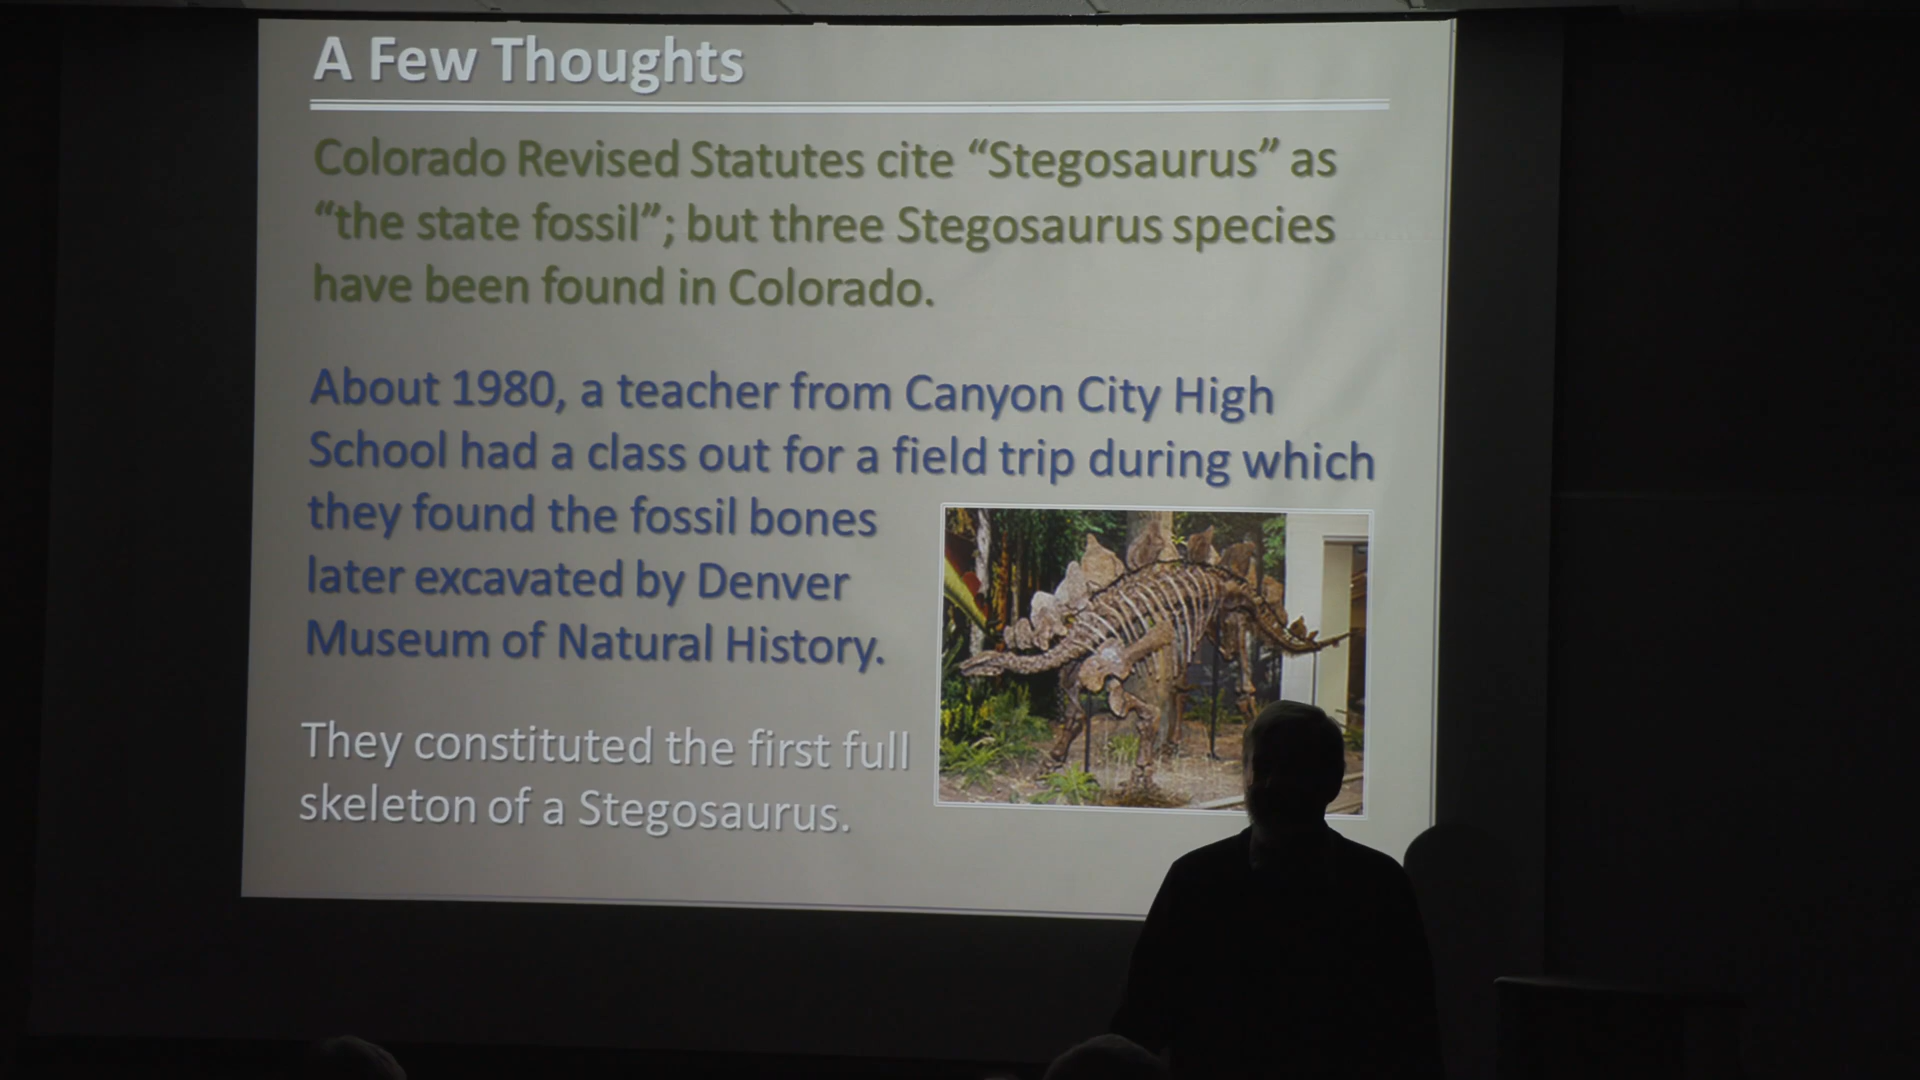 A Few Thoughts
Colorado Revised Statutes cite “Stegosaurus” as
“the state fossil”; but three Stegosaurus species
have been found in Colorado.
About 1980, a teacher from Canyon City High
School had a class out for a field trip during which
they found the fossil bones
later excavated by Denver
Museum of Natural History.
They constituted the first full
skeleton of a Stegosaurus.